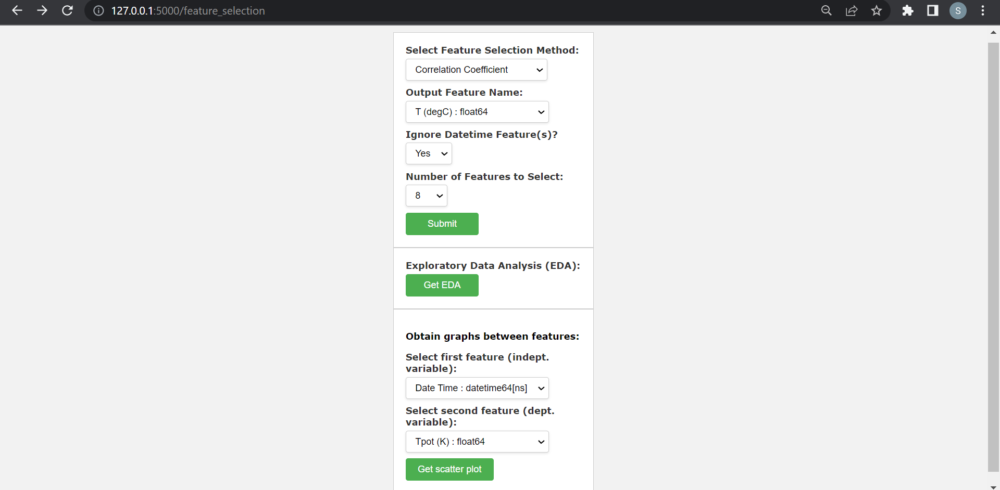 127.0.0.1:5000/feature_selection
S
Select Feature Selection Method:
Correlation Coefficient
Output Feature Name:
T (degC) : float64
Ignore Datetime Feature(s)?
Yes
Number of Features to Select:
8
Submit
Exploratory Data Analysis (EDA):
Get EDA
Obtain graphs between features:
Select first feature (indept.
variable):
Date Time : datetime64[ns]
Select second feature (dept.
variable):
Tpot (K) : float64
Get scatter plot